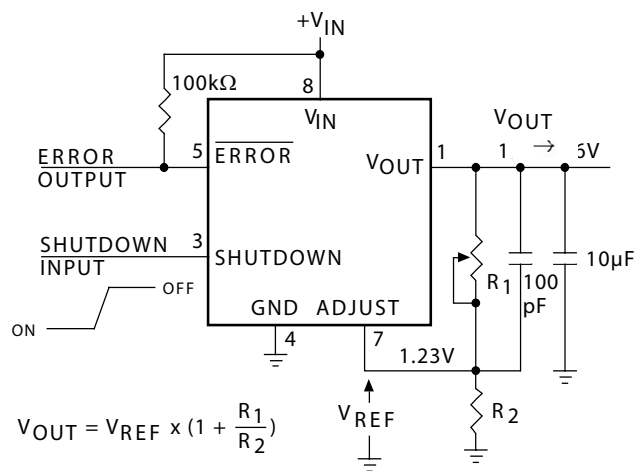 +VIN
100kΩ
8
VIN
ERROR
OUTPUT
5
ERROR
VOUT
1
VOUT
1 → 6V
SHUTDOWN
INPUT
3
SHUTDOWN
R1
100
pF
10µF
ON
OFF
GND
ADJUST
4
7
1.23V
VREF
R2
VOUT = VREF x (1 + R1/R2)